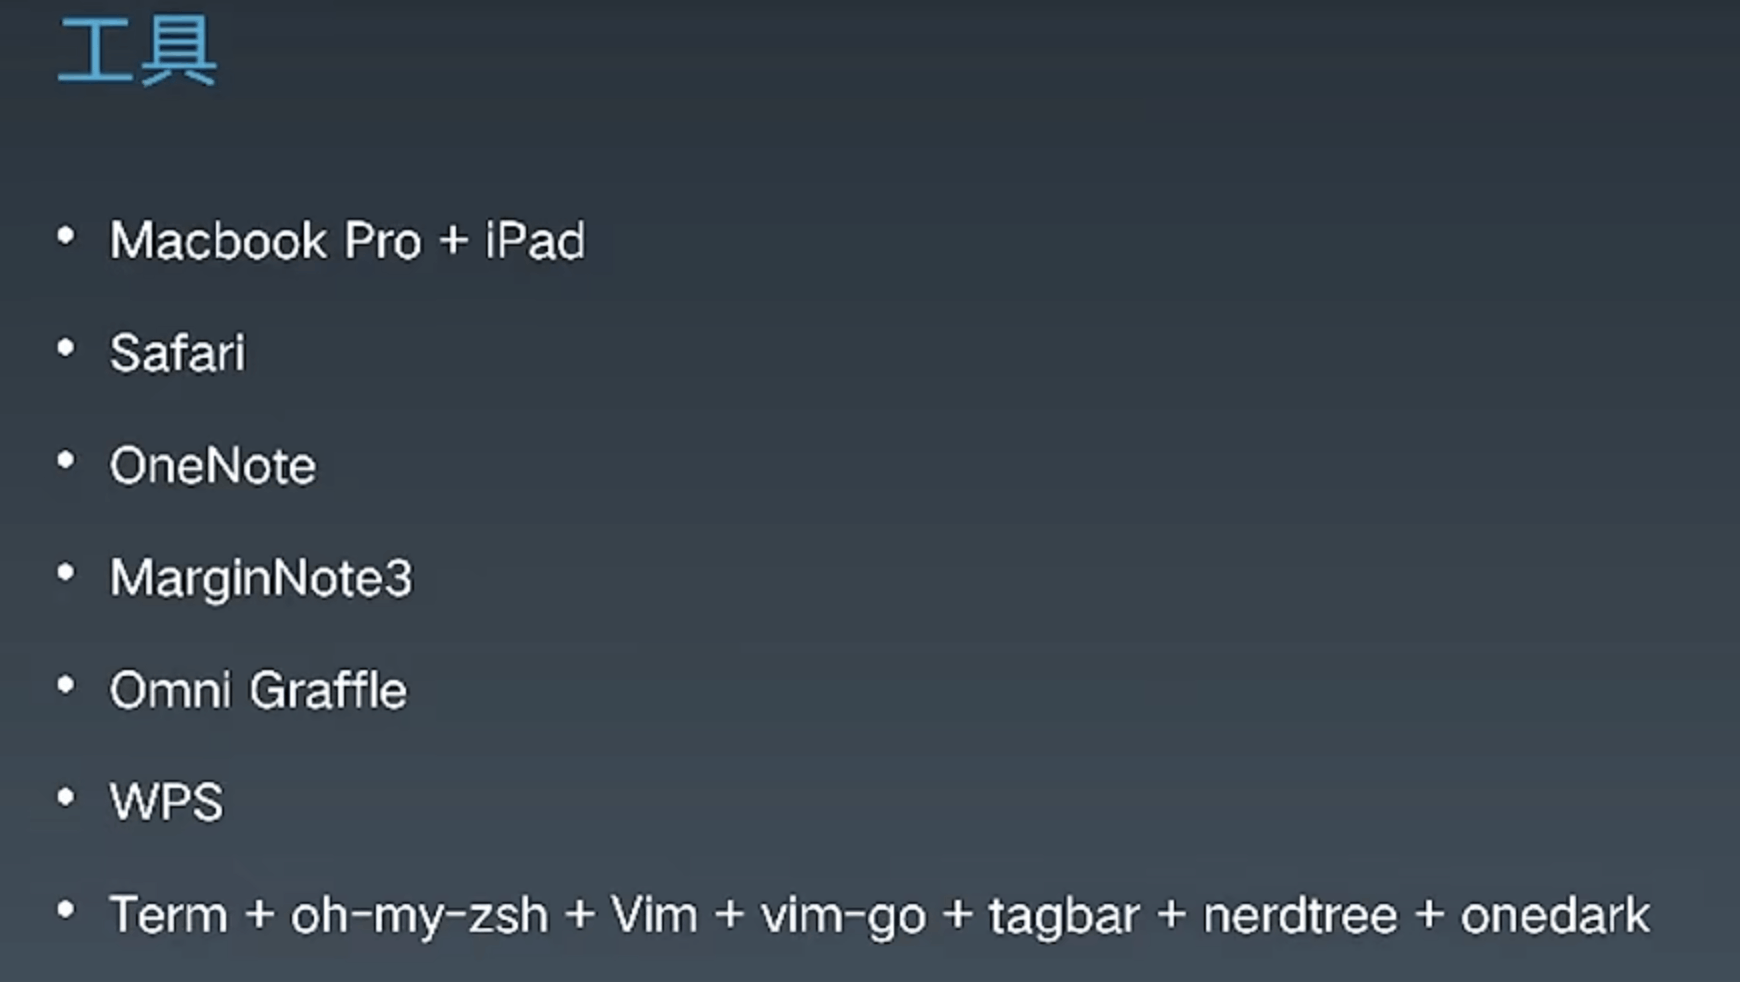 工具
• Macbook Pro + iPad
• Safari
• OneNote
• MarginNote3
• Omni Graffle
• WPS
• Term + oh-my-zsh + Vim + vim-go + tagbar + nerdtree + onedark